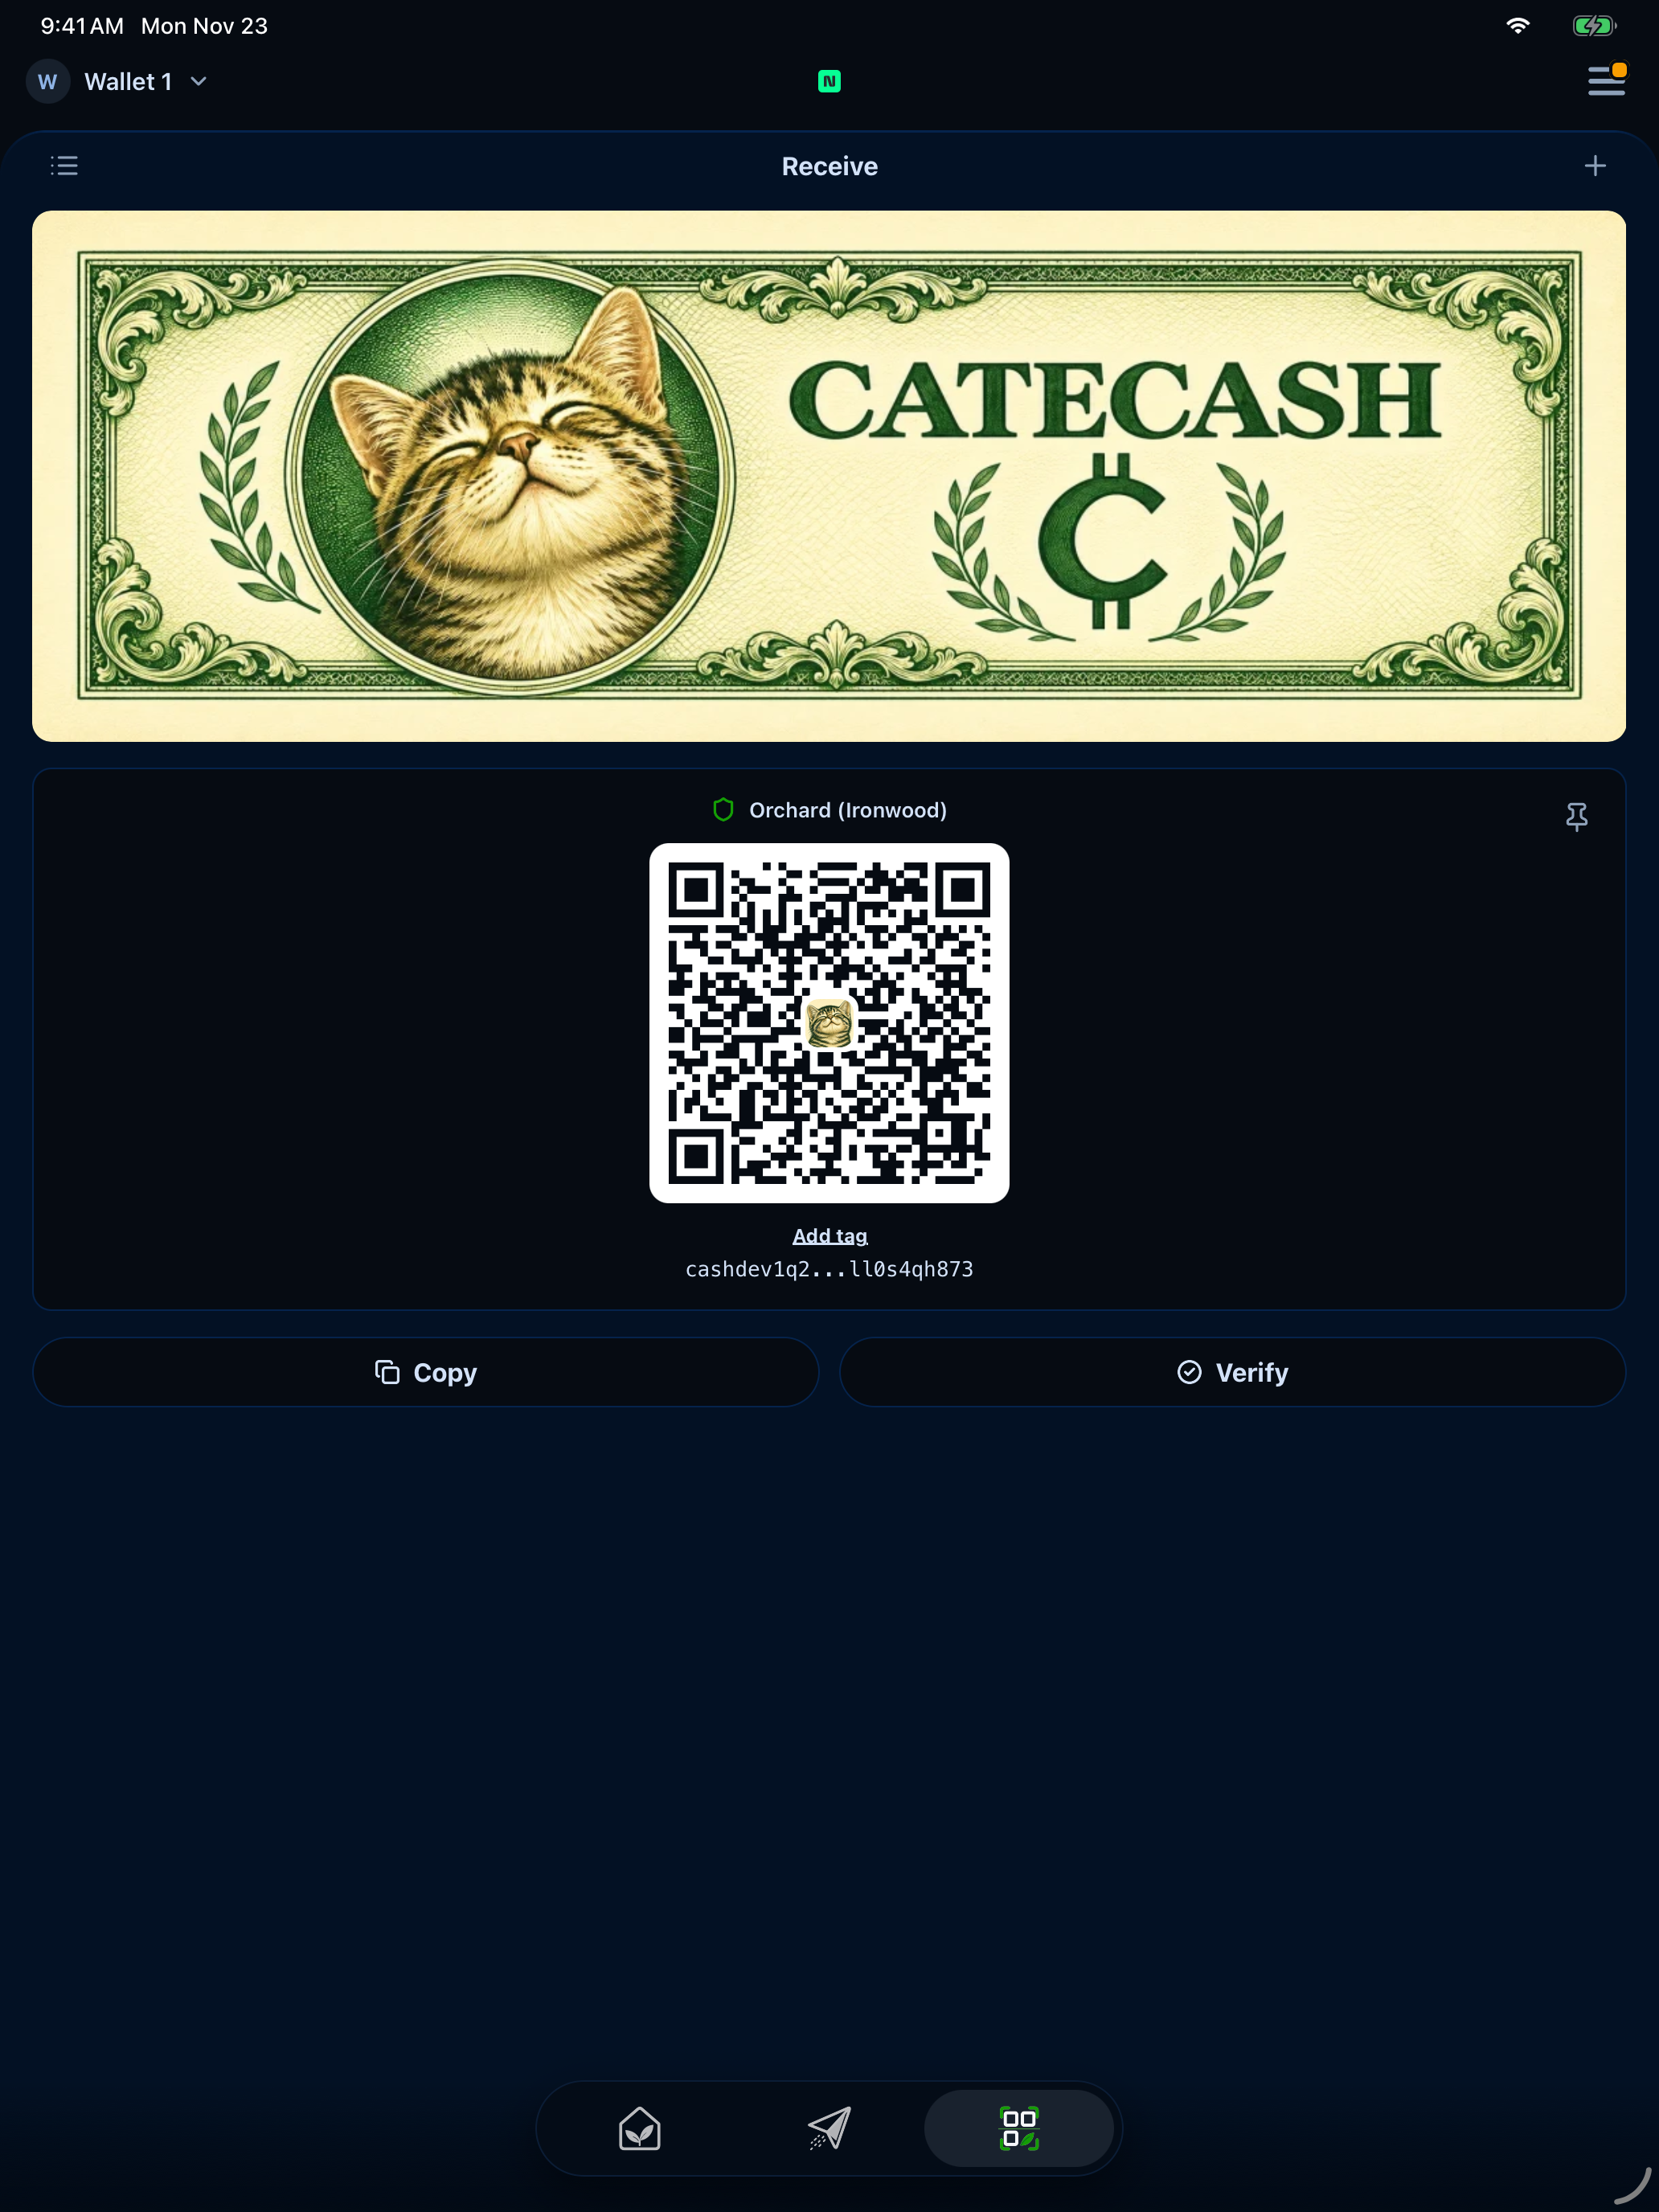 9:41 AM Mon Nov 23
W Wallet 1
N
Receive
CATECASH
Orchard (Ironwood)
Add tag
cashdev1q2...ll0s4qh873
Copy
Verify